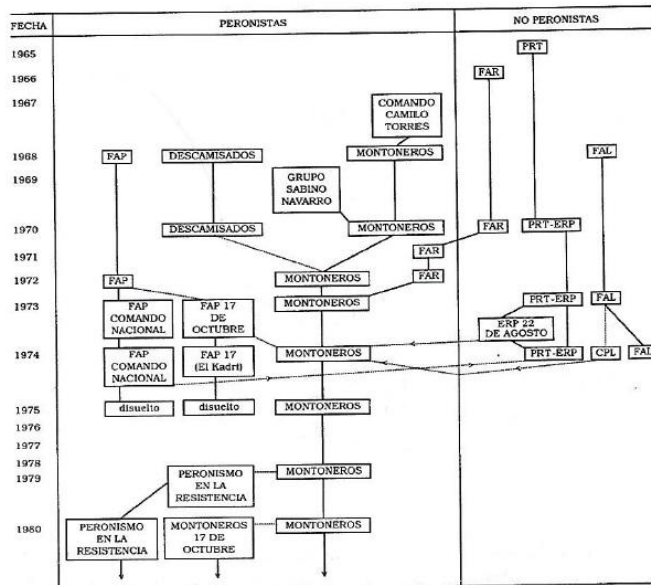 FECHA PERONISTAS NO PERONISTAS
1965 PRT
1966 FAR
1967 COMANDO
CAMILO
TORRES
1968 FAP DESCAMISADOS MONTONEROS FAL
1969 GRUPO
SABINO
NAVARRO
1970 DESCAMISADOS MONTONEROS FAR PRT-ERP
1971 FAR
1972 FAP MONTONEROS FAR
1973 FAP
COMANDO
NACIONAL
FAP 17
DE
OCTUBRE
MONTONEROS PRT-ERP FAL
ERP 22
DE AGOSTO
1974 FAP
COMANDO
NACIONAL
FAP 17
(El Kadri)
MONTONEROS PRT-ERP CPL FAL
1975 disuelto disuelto MONTONEROS
1976
1977
1978
1979 PERONISMO
EN LA
RESISTENCIA
MONTONEROS
1980 PERONISMO
EN LA
RESISTENCIA
MONTONEROS
17 DE
OCTUBRE
MONTONEROS